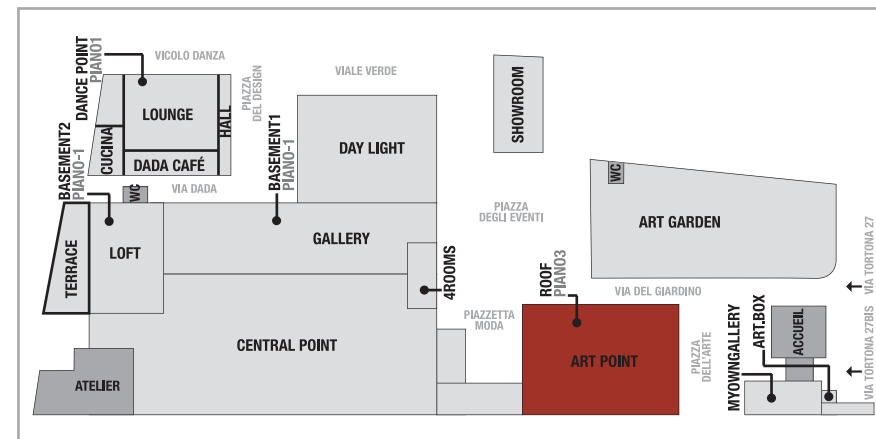 DANCE POINT
PIANO1
VICOLO DANZA
LOUNGE
HALL
CUCINA
DADA CAFÉ
PIAZZA
DEL DESIGN
VIALE VERDE
DAY LIGHT
SHOWROOM
BASEMENT2
PIANO-1
WC
VIA DADA
BASEMENT1
PIANO-1
TERRACE
LOFT
GALLERY
4ROOMS
PIAZZA
DEGLI EVENTI
WC
ART GARDEN
VIA TORTONA 27
ROOF
PIANO3
VIA DEL GIARDINO
PIAZZETTA
MODA
CENTRAL POINT
ATELIER
ART POINT
PIAZZA
DELL'ARTE
MYOWNGALLERY
ART.BOX
ACCUEIL
VIA TORTONA 27BIS